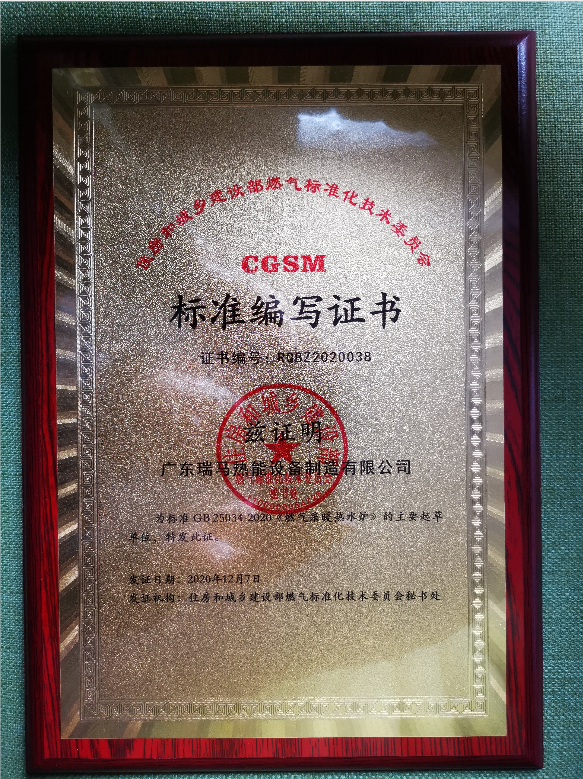 住房和城乡建设部燃气标准化技术委员会
CGSM
标准编写证书
证书编号：RQBZ2020038
兹证明
广东瑞马热能设备制造有限公司
为标准 GB 25034-2020《燃气采暖热水炉》的主要起草
单位。特发此证。
发证日期：2020年12月7日
发证机构：住房和城乡建设部燃气标准化技术委员会秘书处